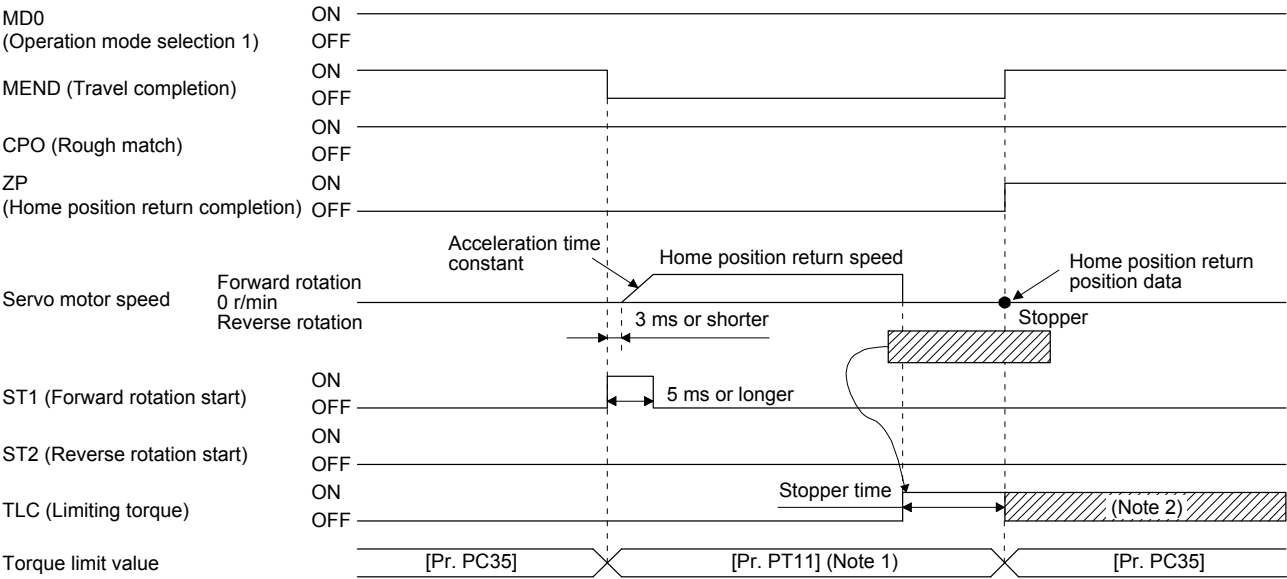 MD0
(Operation mode selection 1)
ON
OFF
MEND (Travel completion)
ON
OFF
CPO (Rough match)
ON
OFF
ZP
(Home position return completion)
ON
OFF
Acceleration time
constant
Home position return speed
Home position return
position data
Servo motor speed
Forward rotation
0 r/min
Reverse rotation
3 ms or shorter
Stopper
ST1 (Forward rotation start)
ON
OFF
5 ms or longer
ST2 (Reverse rotation start)
ON
OFF
TLC (Limiting torque)
ON
OFF
Stopper time
(Note 2)
Torque limit value
[Pr. PC35]
[Pr. PT11] (Note 1)
[Pr. PC35]